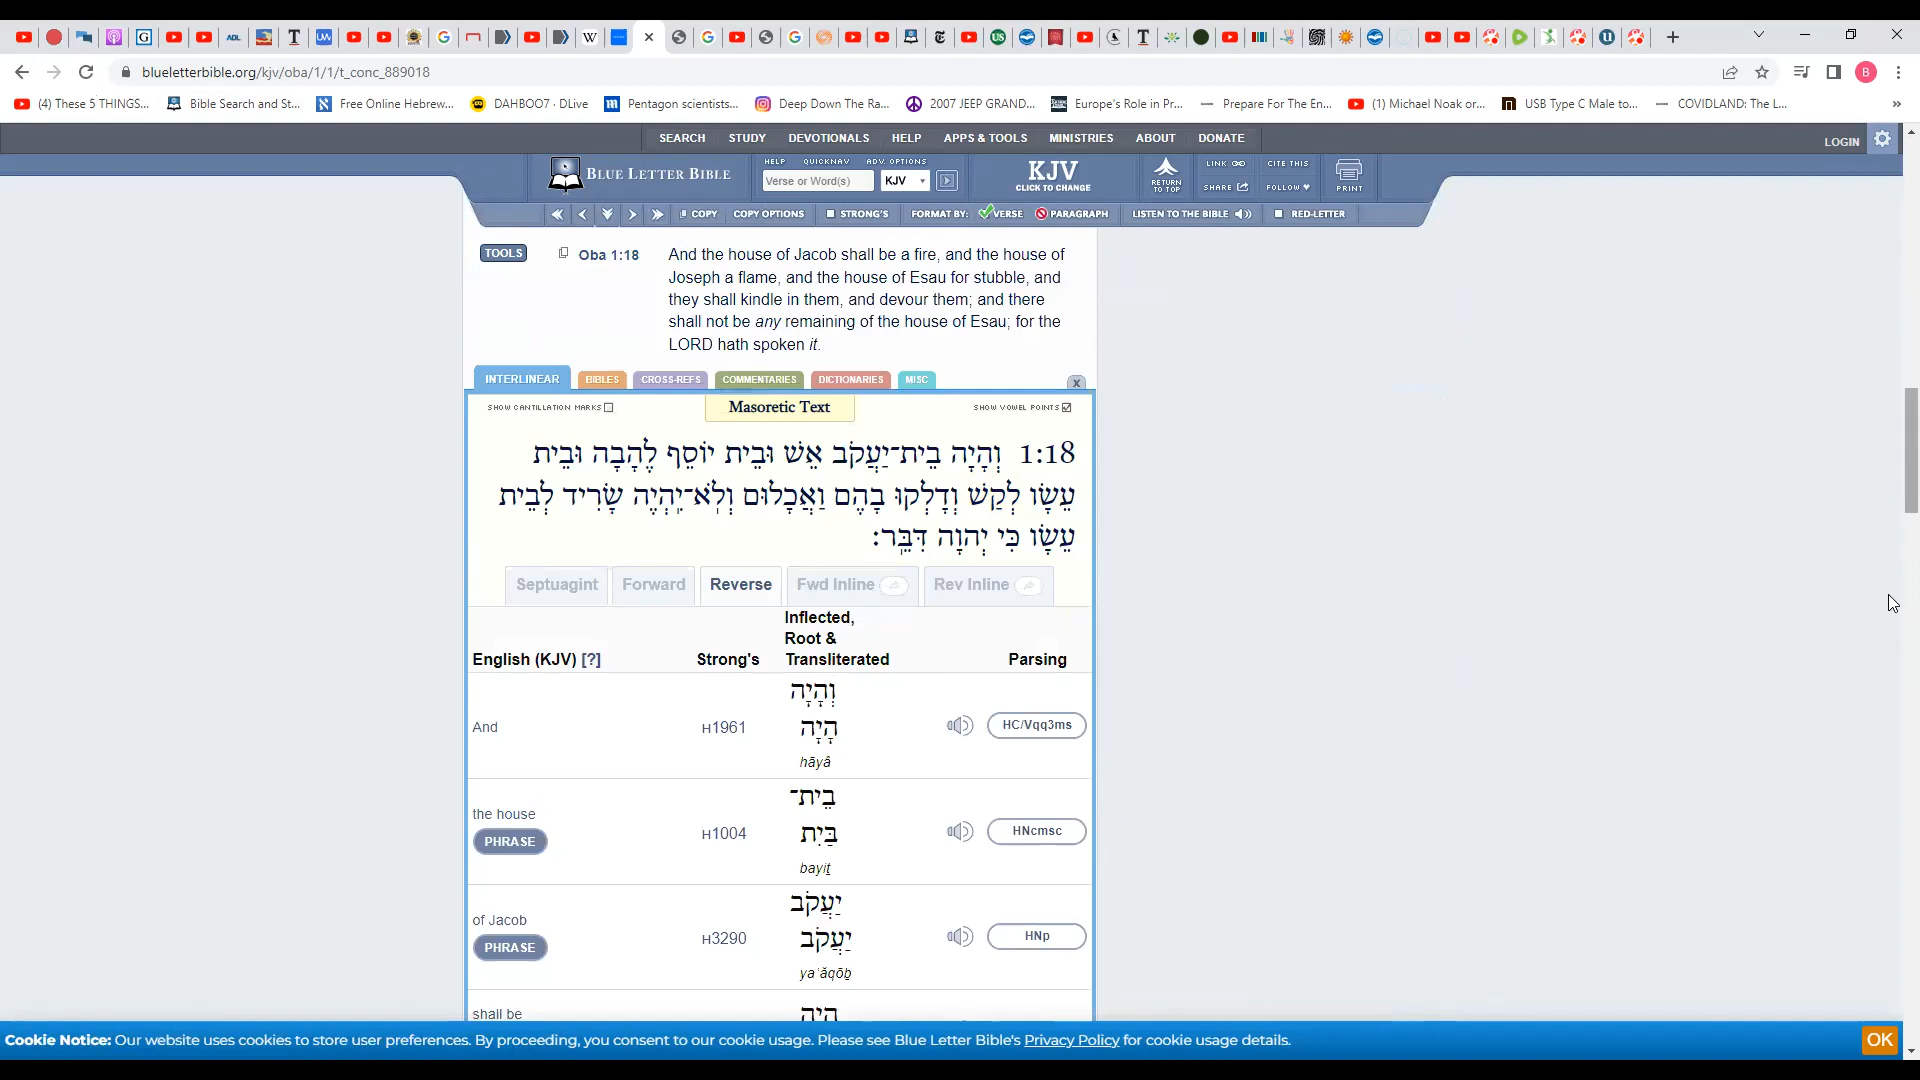 blueletterbible.org/kjv/oba/1/1/t_conc_889018
(4) These 5 THINGS... Bible Search and St... Free Online Hebrew... DAHBOO7 - DLive Pentagon scientists... Deep Down The Ra... 2007 JEEP GRAND... Europe's Role in Pr... Prepare For The En... (1) Michael Noak or... USB Type C Male to... COVIDLAND: The L... »
SEARCH STUDY DEVOTIONALS HELP APPS & TOOLS MINISTRIES ABOUT DONATE
LOGIN
HELP QUICKNAV ADV. OPTIONS
BLUE LETTER BIBLE
Verse or Word(s) KJV
KJV
CLICK TO CHANGE
RETURN
TO TOP
LINK CITE THIS
SHARE FOLLOW
PRINT
COPY COPY OPTIONS STRONG'S FORMAT BY: VERSE PARAGRAPH LISTEN TO THE BIBLE RED-LETTER
TOOLS Oba 1:18 And the house of Jacob shall be a fire, and the house of
Joseph a flame, and the house of Esau for stubble, and
they shall kindle in them, and devour them; and there
shall not be any remaining of the house of Esau; for the
LORD hath spoken it.
INTERLINEAR BIBLES CROSS-REFS COMMENTARIES DICTIONARIES MISC X
SHOW CANTILLATION MARKS Masoretic Text SHOW VOWEL POINTS
1:18 וְהָיָה בֵית־יַעֲקֹב אֵשׁ וּבֵית יוֹסֵף לֶהָבָה וּבֵית
עֵשָׂו לְקַשׁ וְדָלְקוּ בָהֶם וַאֲכָלוּם וְלֹא־יִהְיֶה שָׂרִיד לְבֵית
עֵשָׂו כִּי יְהוָה דִּבֵּר׃
Septuagint Forward Reverse Fwd Inline Rev Inline
English (KJV) [?] Strong's Inflected,
Root &
Transliterated Parsing
And H1961 וְהָיָה
הָיָה
hāyâ HC/Vqq3ms
the house
PHRASE H1004 בֵית־
בַּיִת
bayiṯ HNcmsc
of Jacob
PHRASE H3290 יַעֲקֹב
יַעֲקֹב
yaʿăqōḇ HNp
shall be היה
Cookie Notice: Our website uses cookies to store user preferences. By proceeding, you consent to our cookie usage. Please see Blue Letter Bible's Privacy Policy for cookie usage details. OK